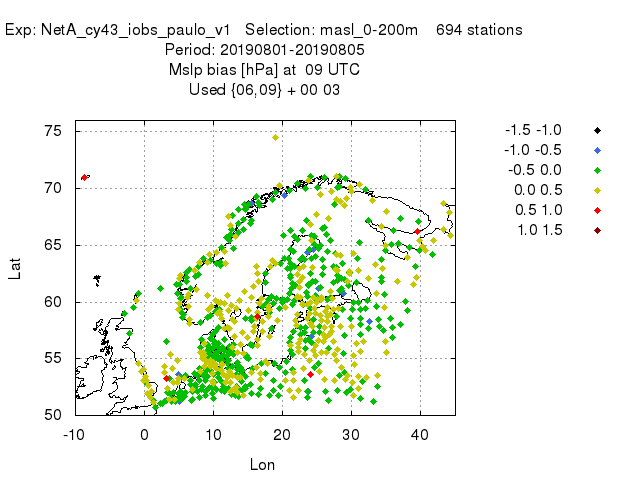 Exp: NetA_cy43_iobs_paulo_v1   Selection: masl_0-200m    694 stations
Period: 20190801-20190805
Mslp bias [hPa] at  09 UTC
Used {06,09} + 00 03
-1.5 -1.0
-1.0 -0.5
-0.5 0.0
0.0 0.5
0.5 1.0
1.0 1.5
75
70
65
60
55
50
Lat
-10 0 10 20 30 40
Lon